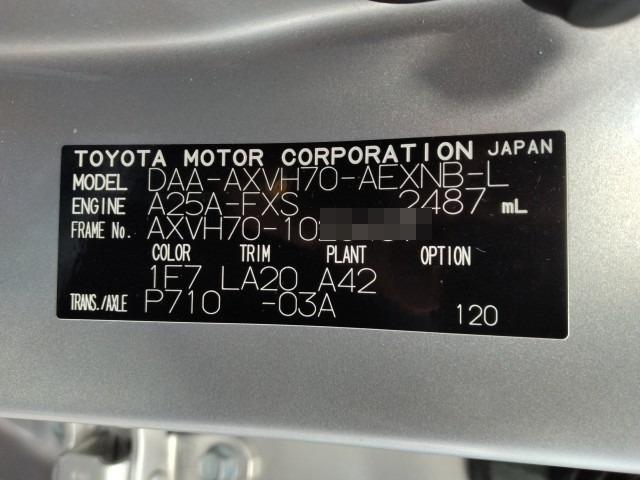 TOYOTA MOTOR CORPORATION JAPAN
MODEL DAA-AXVH70-AEXNB-L
ENGINE A25A-FXS 2487 mL
FRAME No. AXVH70-10
COLOR TRIM PLANT OPTION
1F7 LA20 A42
TRANS./AXLE P710 -03A 120